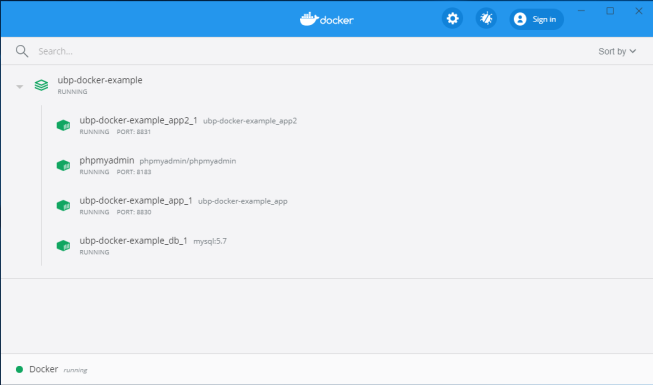 docker
Sign in
Search...
Sort by
ubp-docker-example
RUNNING
ubp-docker-example_app2_1 ubp-docker-example_app2
RUNNING PORT: 8831
phpmyadmin phpmyadmin/phpmyadmin
RUNNING PORT: 8183
ubp-docker-example_app_1 ubp-docker-example_app
RUNNING PORT: 8830
ubp-docker-example_db_1 mysql:5.7
RUNNING
Docker running